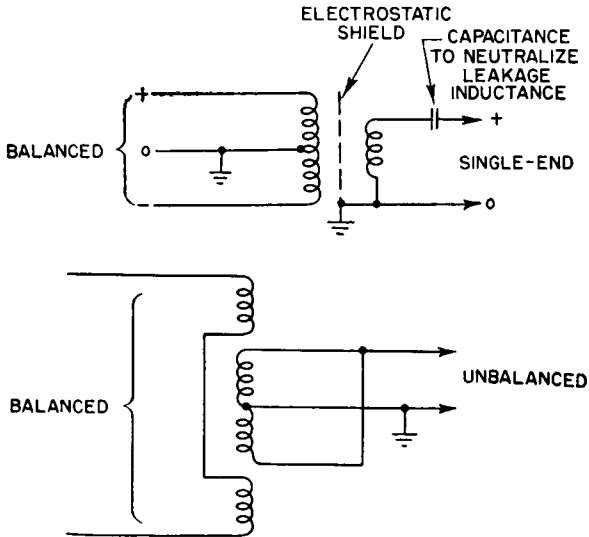 ELECTROSTATIC
SHIELD
CAPACITANCE
TO NEUTRALIZE
LEAKAGE
INDUCTANCE
+
+
BALANCED
O
SINGLE-END
−
O
BALANCED
UNBALANCED